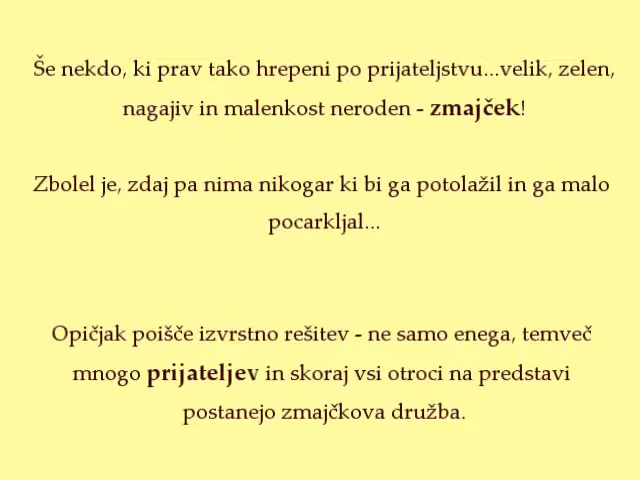 Še nekdo, ki prav tako hrepeni po prijateljstvu...velik, zelen,
nagajiv in malenkost neroden - zmajček!
Zbolel je, zdaj pa nima nikogar ki bi ga potolažil in ga malo
pocarkljal...
Opičjak poišče izvrstno rešitev - ne samo enega, temveč
mnogo prijateljev in skoraj vsi otroci na predstavi
postanejo zmajčkova družba.